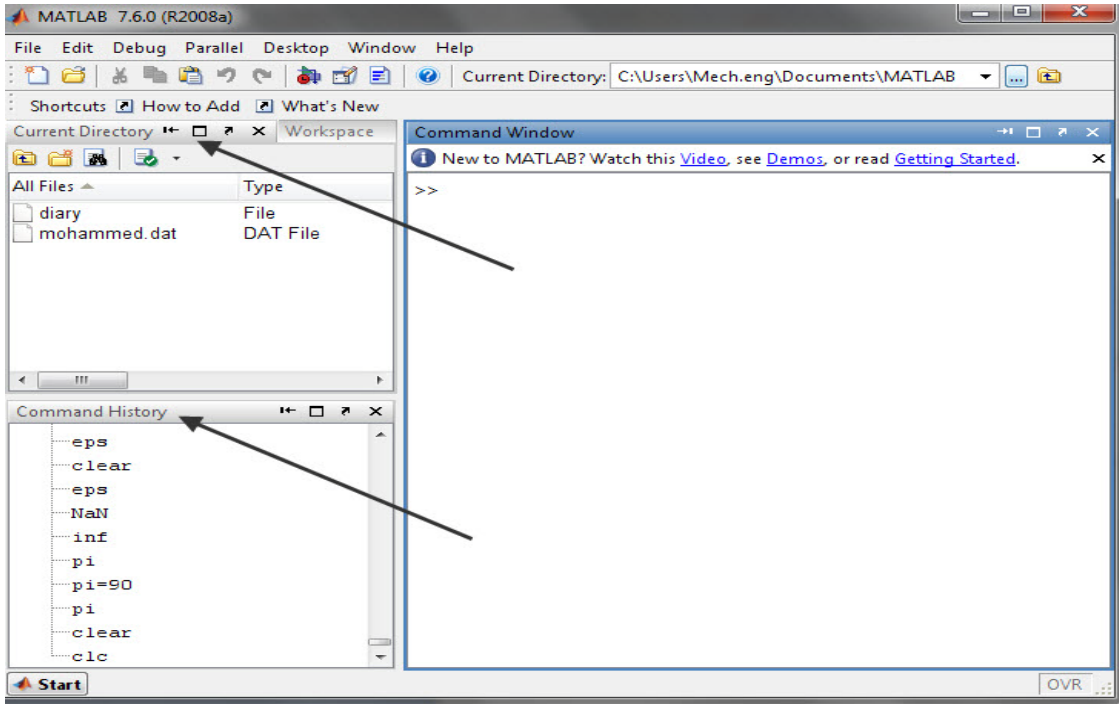 MATLAB 7.6.0 (R2008a)
File Edit Debug Parallel Desktop Window Help
Current Directory: C:\Users\Mech.eng\Documents\MATLAB
Shortcuts How to Add What's New
Current Directory Workspace
All Files Type
diary File
mohammed.dat DAT File
Command History
eps
clear
eps
NaN
inf
pi
pi=90
pi
clear
clc
Command Window
New to MATLAB? Watch this Video, see Demos, or read Getting Started.
>>
Start
OVR